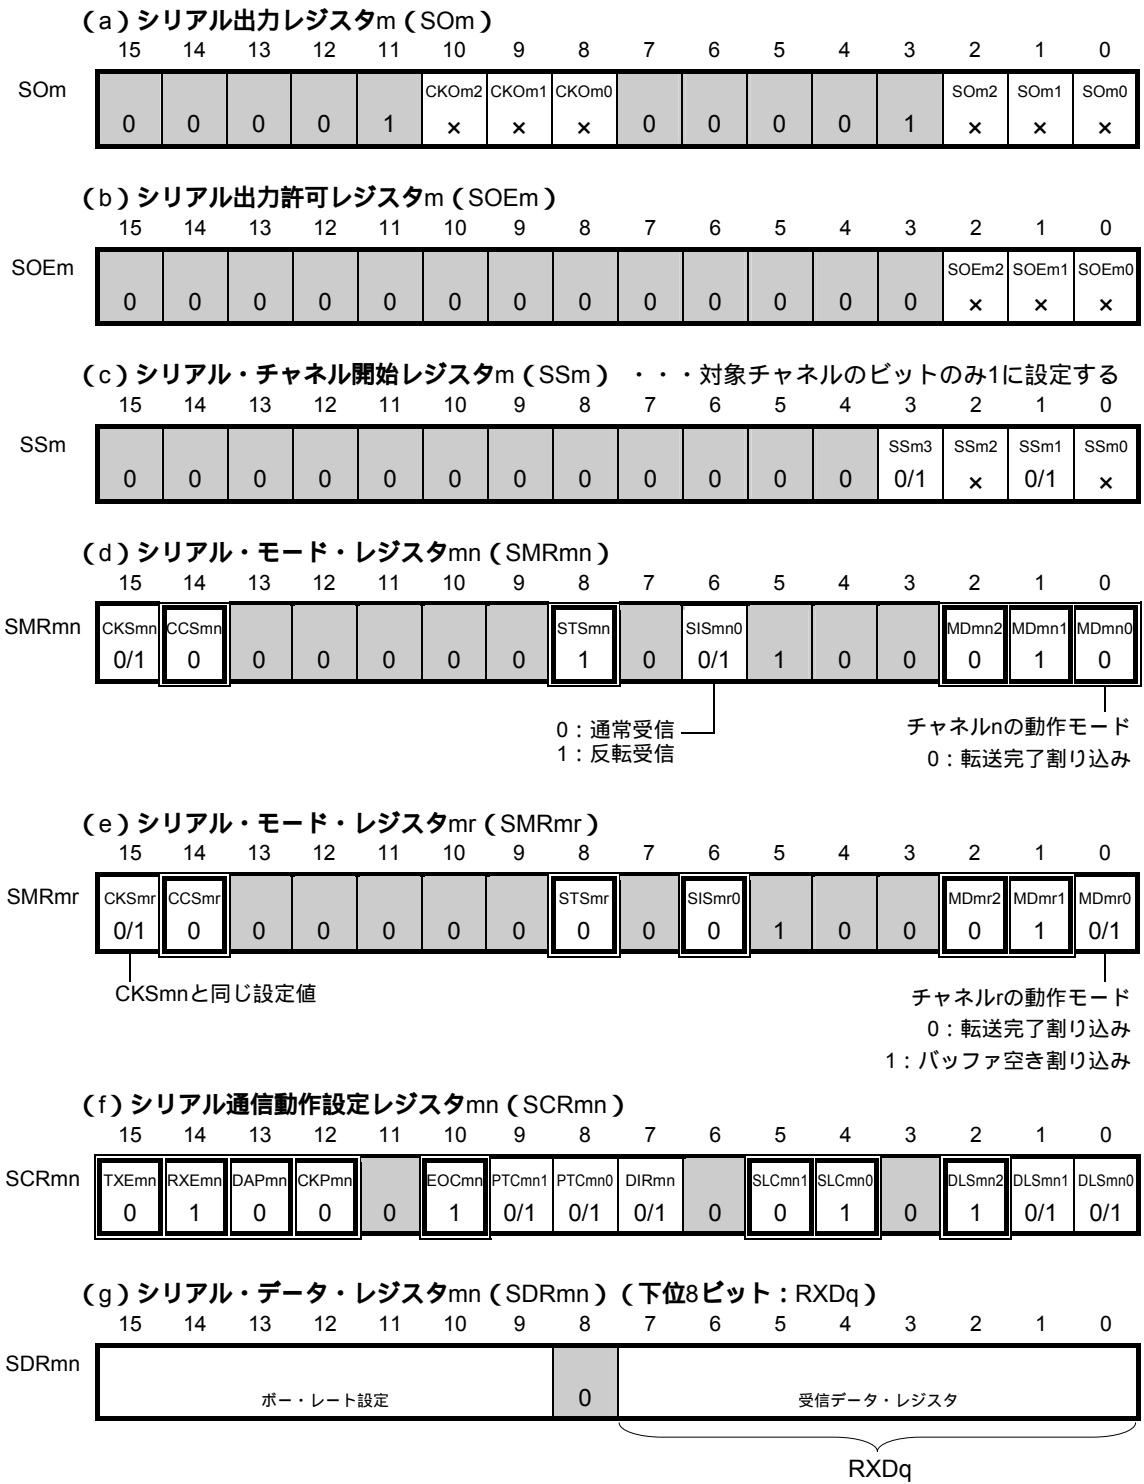 (a) シリアル出力レジスタm (SOm)
15 14 13 12 11 10 9 8 7 6 5 4 3 2 1 0
SOm
CKOm2 CKOm1 CKOm0 SOm2 SOm1 SOm0
0 0 0 0 1 × × × 0 0 0 0 1 × × ×
(b) シリアル出力許可レジスタm (SOEm)
15 14 13 12 11 10 9 8 7 6 5 4 3 2 1 0
SOEm
SOEm2 SOEm1 SOEm0
0 0 0 0 0 0 0 0 0 0 0 0 0 × × ×
(c) シリアル・チャネル開始レジスタm (SSm) ・・・対象チャネルのビットのみ1に設定する
15 14 13 12 11 10 9 8 7 6 5 4 3 2 1 0
SSm
SSm3 SSm2 SSm1 SSm0
0 0 0 0 0 0 0 0 0 0 0 0 0/1 × 0/1 ×
(d) シリアル・モード・レジスタmn (SMRmn)
15 14 13 12 11 10 9 8 7 6 5 4 3 2 1 0
SMRmn
CKSmn CCSmn STSmn SISmn0 MDmn2 MDmn1 MDmn0
0/1 0 0 0 0 0 0 1 0 0/1 1 0 0 0 1 0
0：通常受信
1：反転受信
チャネルnの動作モード
0：転送完了割り込み
(e) シリアル・モード・レジスタmr (SMRmr)
15 14 13 12 11 10 9 8 7 6 5 4 3 2 1 0
SMRmr
CKSmr CCSmr STSmr SISmr0 MDmr2 MDmr1 MDmr0
0/1 0 0 0 0 0 0 0 0 0 1 0 0 0 1 0/1
CKSmnと同じ設定値
チャネルrの動作モード
0：転送完了割り込み
1：バッファ空き割り込み
(f) シリアル通信動作設定レジスタmn (SCRmn)
15 14 13 12 11 10 9 8 7 6 5 4 3 2 1 0
SCRmn
TXEmn RXEmn DAPmn CKPmn EOCmn PTCmn1 PTCmn0 DIRmn SLCmn1 SLCmn0 DLSmn2 DLSmn1 DLSmn0
0 1 0 0 0 1 0/1 0/1 0/1 0 0 1 0 1 0/1 0/1
(g) シリアル・データ・レジスタmn (SDRmn) (下位8ビット：RXDq)
15 14 13 12 11 10 9 8 7 6 5 4 3 2 1 0
SDRmn
ボー・レート設定 0 受信データ・レジスタ
RXDq